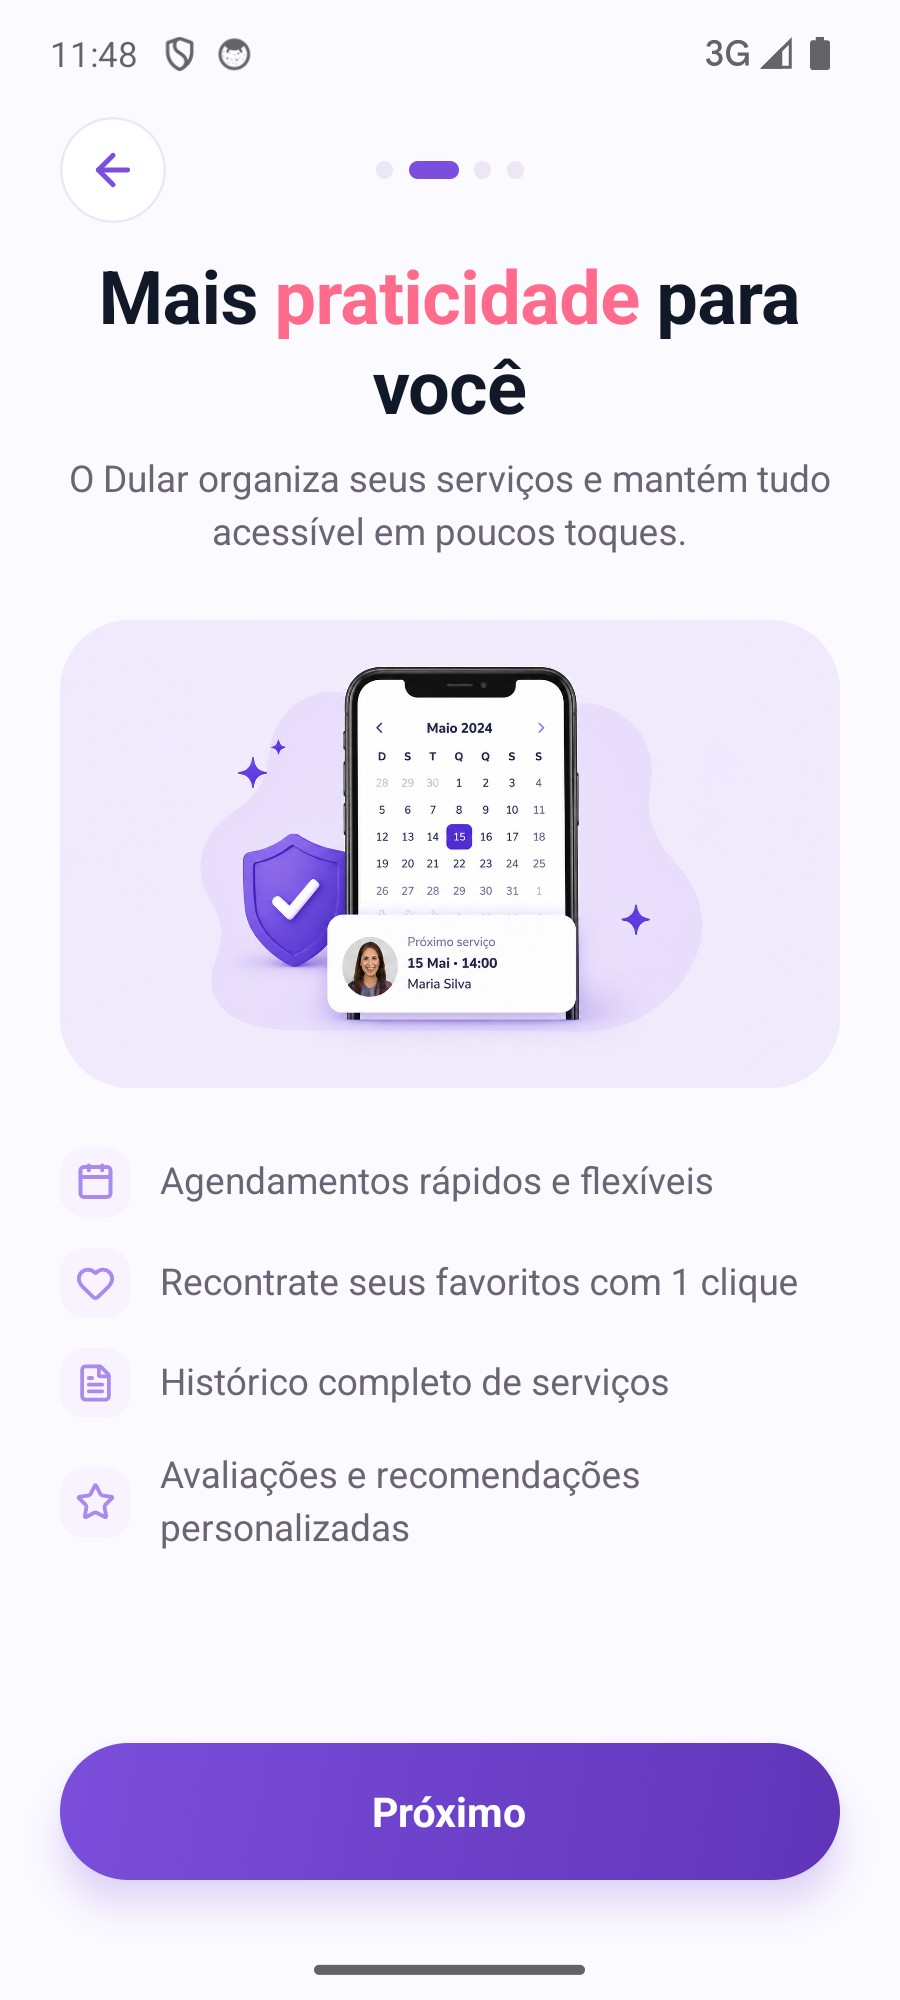 11:48
3G
Mais praticidade para
você
O Dular organiza seus serviços e mantém tudo
acessível em poucos toques.
Maio 2024
D S T Q Q S S
28 29 30 1 2 3 4
5 6 7 8 9 10 11
12 13 14 15 16 17 18
19 20 21 22 23 24 25
26 27 28 29 30 31 1
Próximo serviço
15 Mai • 14:00
Maria Silva
Agendamentos rápidos e flexíveis
Recontrate seus favoritos com 1 clique
Histórico completo de serviços
Avaliações e recomendações
personalizadas
Próximo